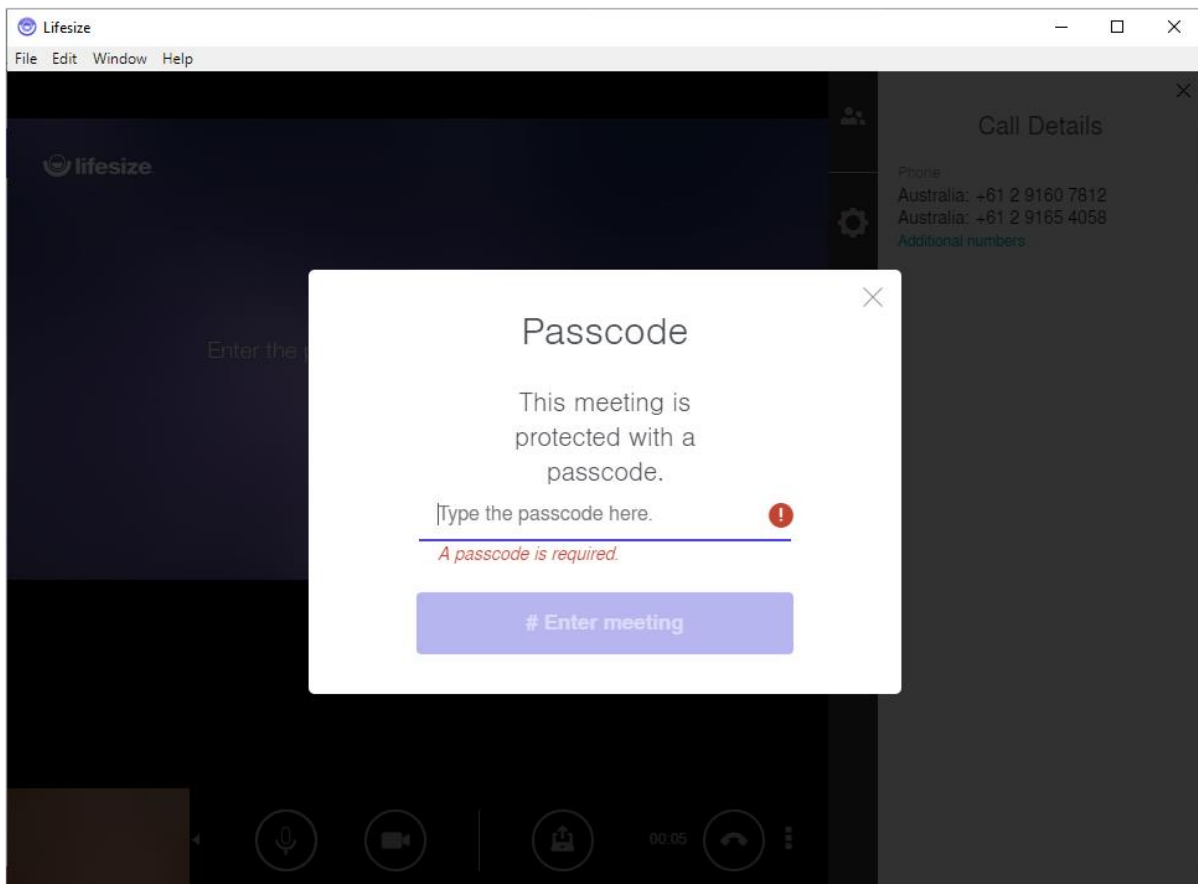 Lifesize
File Edit Window Help
lifesize
Call Details
Phone
Australia: +61 2 9160 7812
Australia: +61 2 9165 4058
Additional numbers
Enter the
Passcode
This meeting is
protected with a
passcode.
Type the passcode here.
A passcode is required.
# Enter meeting
00:05